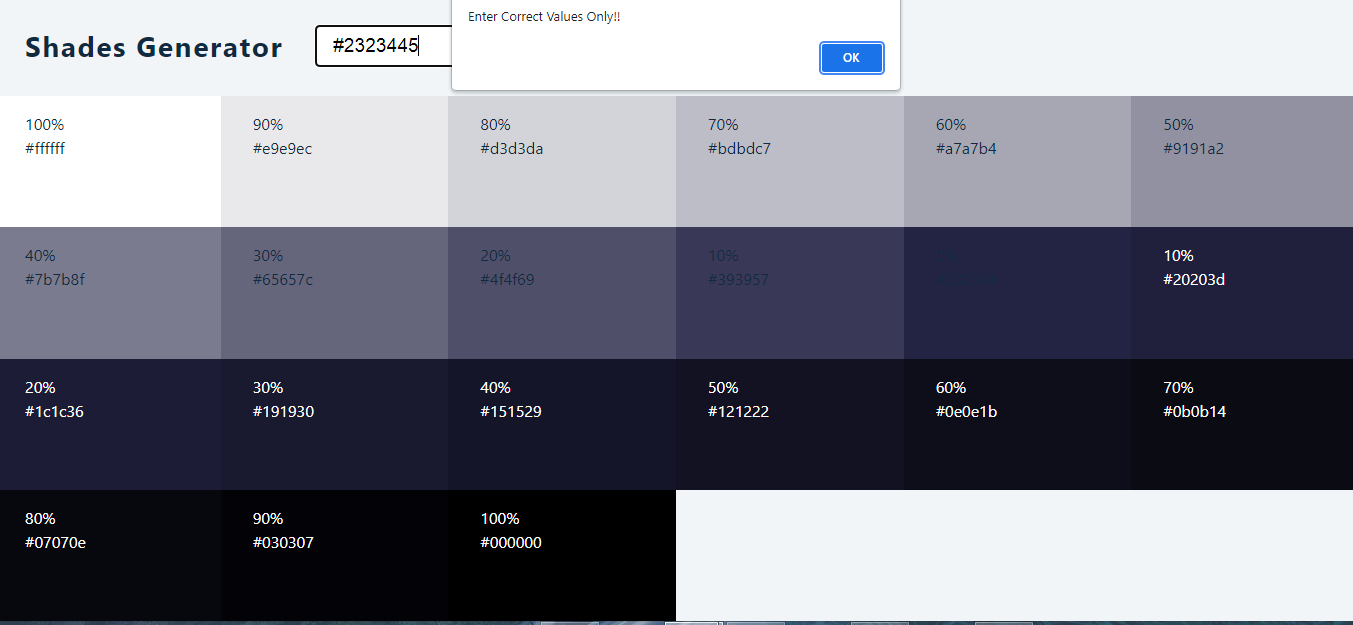 Enter Correct Values Only!!
Shades Generator
#2323445
OK
100%
#ffffff
90%
#e9e9ec
80%
#d3d3da
70%
#bdbdc7
60%
#a7a7b4
50%
#9191a2
40%
#7b7b8f
30%
#65657c
20%
#4f4f69
10%
#393957
10%
#20203d
20%
#1c1c36
30%
#191930
40%
#151529
50%
#121222
60%
#0e0e1b
70%
#0b0b14
80%
#07070e
90%
#030307
100%
#000000